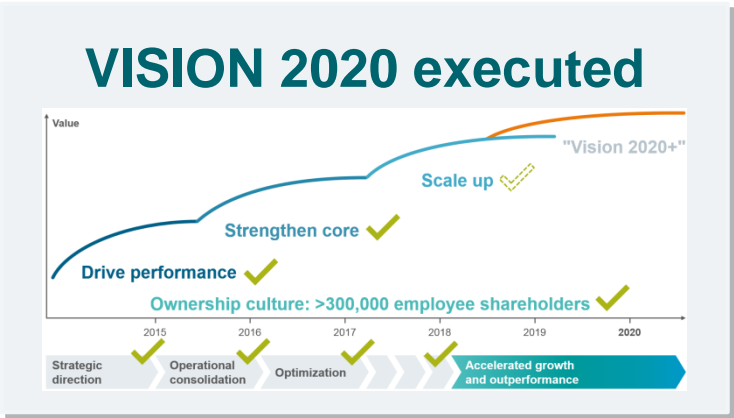 VISION 2020 executed
Value
"Vision 2020+"
Scale up
Strengthen core
Drive performance
Ownership culture: >300,000 employee shareholders
2015 2016 2017 2018 2019 2020
Strategic direction
Operational consolidation
Optimization
Accelerated growth
and outperformance